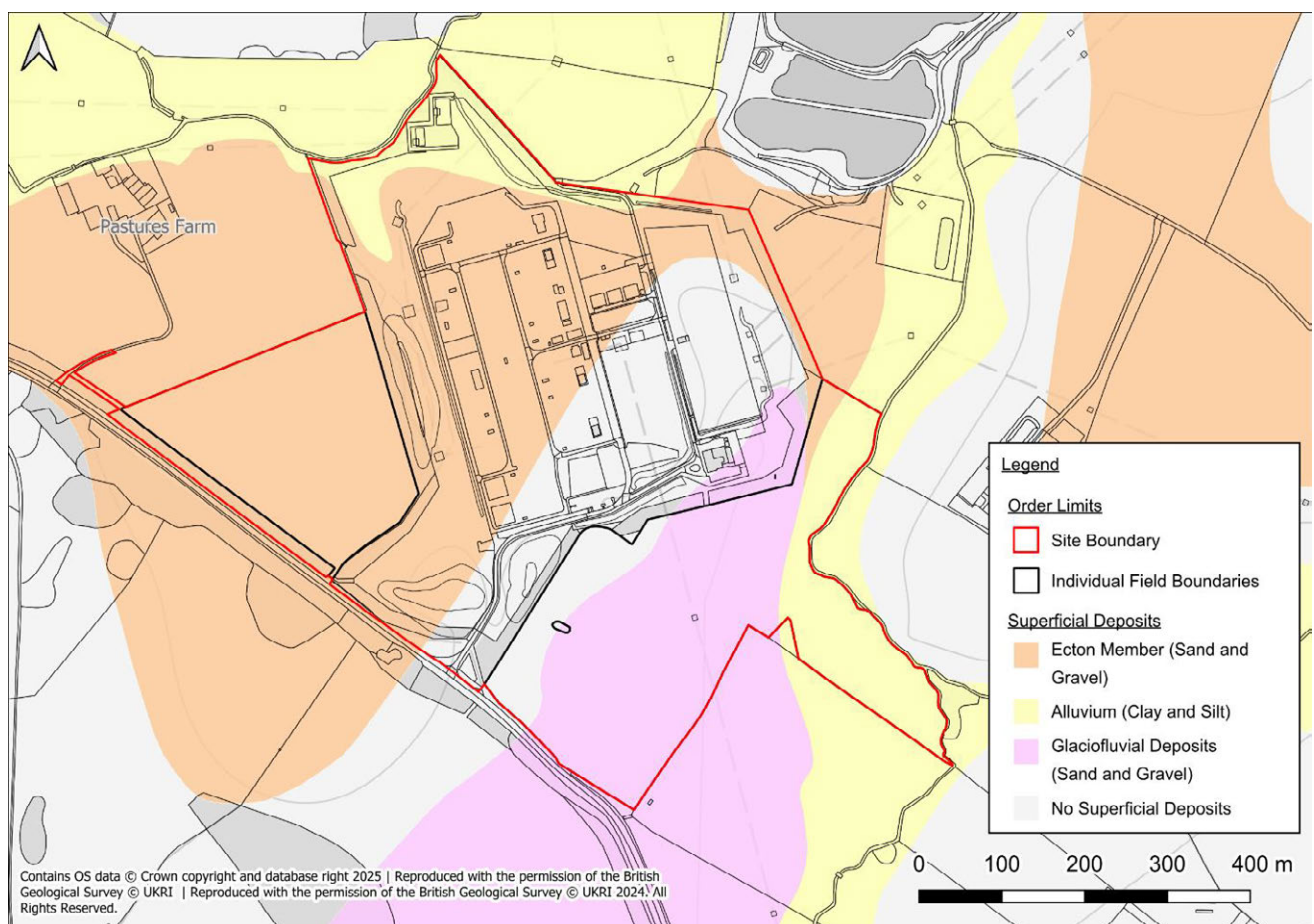 Pastures Farm
Legend
Order Limits
Site Boundary
Individual Field Boundaries
Superficial Deposits
Ecton Member (Sand and
Gravel)
Alluvium (Clay and Silt)
Glaciofluvial Deposits
(Sand and Gravel)
No Superficial Deposits
0 100 200 300 400 m
Contains OS data © Crown copyright and database right 2025 | Reproduced with the permission of the British
Geological Survey © UKRI | Reproduced with the permission of the British Geological Survey © UKRI 2024. All
Rights Reserved.